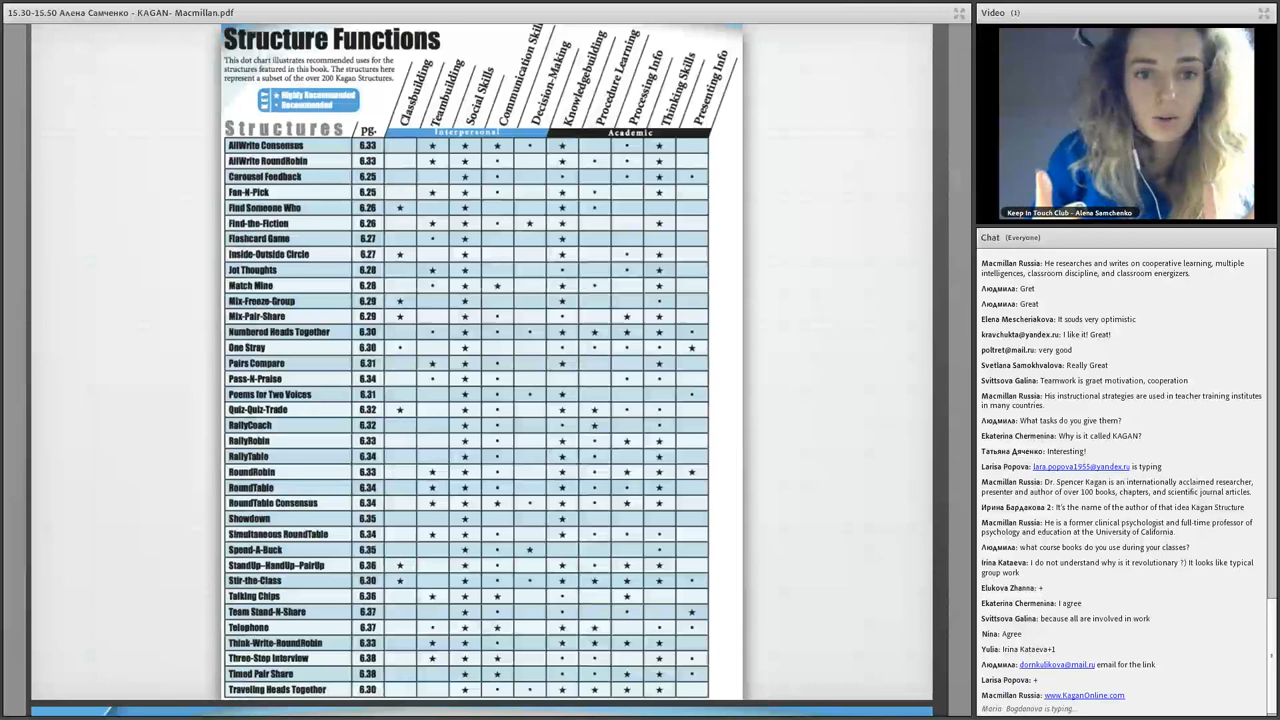 15.30-15.50 Алена Самченко - KAGAN- Macmillan.pdf
Structure Functions
This dot chart illustrates recommended uses for the
structures featured in this book. The structures here
represent a subset of the over 200 Kagan Structures.
KEY
★ Highly Recommended
• Recommended
Classbuilding
Teambuilding
Social Skills
Communication Skills
Decision-Making
Knowledgebuilding
Procedure Learning
Processing Info
Thinking Skills
Presenting Info
Structures pg. Interpersonal Academic
AllWrite Consensus 6.33 ★ ★ ★ • ★ • ★
AllWrite RoundRobin 6.33 ★ ★ • ★ • • ★
Carousel Feedback 6.25 ★ • • • ★ •
Fan-N-Pick 6.25 ★ ★ • ★ • ★
Find Someone Who 6.26 ★ ★ ★ •
Find-the-Fiction 6.26 ★ ★ • ★ ★ ★
Flashcard Game 6.27 • ★ ★
Inside-Outside Circle 6.27 ★ ★ ★ • ★
Jot Thoughts 6.28 ★ ★ • • ★
Match Mine 6.28 • ★ ★ ★ • ★
Mix-Freeze-Group 6.29 ★ ★ ★ •
Mix-Pair-Share 6.29 ★ ★ • • ★ ★
Numbered Heads Together 6.30 • ★ • • ★ ★ ★ ★ •
One Stray 6.30 • ★ • • • • ★
Pairs Compare 6.31 ★ ★ • ★ ★
Pass-N-Praise 6.34 • ★ • • •
Poems for Two Voices 6.31 ★ • • ★ •
Quiz-Quiz-Trade 6.32 ★ ★ • ★ ★ • •
RallyCoach 6.32 ★ • • ★ •
RallyRobin 6.33 ★ • ★ • ★ ★
RallyTable 6.34 ★ • ★ • ★
RoundRobin 6.33 ★ ★ • ★ • ★ ★ ★
RoundTable 6.34 ★ ★ • ★ • • ★
RoundTable Consensus 6.34 ★ ★ ★ • ★ • ★ ★
Showdown 6.35 ★ ★
Simultaneous RoundTable 6.34 ★ ★ • ★ • • ★
Spend-A-Buck 6.35 ★ • ★ •
StandUp–HandUp–PairUp 6.36 ★ ★ • ★ • ★ ★
Stir-the-Class 6.30 ★ ★ • • ★ ★ ★ ★ •
Talking Chips 6.36 ★ ★ ★ • ★
Team Stand-N-Share 6.37 ★ • • • ★
Telephone 6.37 • ★ ★ ★ ★ • •
Think-Write-RoundRobin 6.33 ★ ★ • ★ ★ ★ ★
Three-Step Interview 6.38 ★ ★ ★ • • ★ •
Timed Pair Share 6.38 ★ ★ • ★ ★ •
Traveling Heads Together 6.30 ★ • • ★ ★ ★ ★
Video (1)
Keep In Touch Club - Alena Samchenko
Chat (Everyone)
Macmillan Russia: He researches and writes on cooperative learning, multiple
intelligences, classroom discipline, and classroom energizers.
Людмила: Gret
Людмила: Great
Elena Mescheriakova: It souds very optimistic
kravchukta@yandex.ru: I like it! Great!
poltret@mail.ru: very good
Svetlana Samokhvalova: Really Great
Svittsova Galina: Teamwork is graet motivation, cooperation
Macmillan Russia: His instructional strategies are used in teacher training institutes
in many countries.
Людмила: What tasks do you give them?
Ekaterina Chermenina: Why is it called KAGAN?
Татьяна Дяченко: Interesting!
Larisa Popova: lara.popova1955@yandex.ru is typing
Macmillan Russia: Dr. Spencer Kagan is an internationally acclaimed researcher,
presenter and author of over 100 books, chapters, and scientific journal articles.
Ирина Бардакова 2: It's the name of the author of that idea Kagan Structure
Macmillan Russia: He is a former clinical psychologist and full-time professor of
psychology and education at the University of California.
Людмила: what course books do you use during your classes?
Irina Kataeva: I do not understand why is it revolutionary ?) It looks like typical
group work
Elukova Zhanna: +
Ekaterina Chermenina: I agree
Svittsova Galina: because all are involved in work
Nina: Agree
Yulia: Irina Kataeva+1
Людмила: dornkulikova@mail.ru email for the link
Larisa Popova: +
Macmillan Russia: www.KaganOnline.com
Maria Bogdanova is typing...